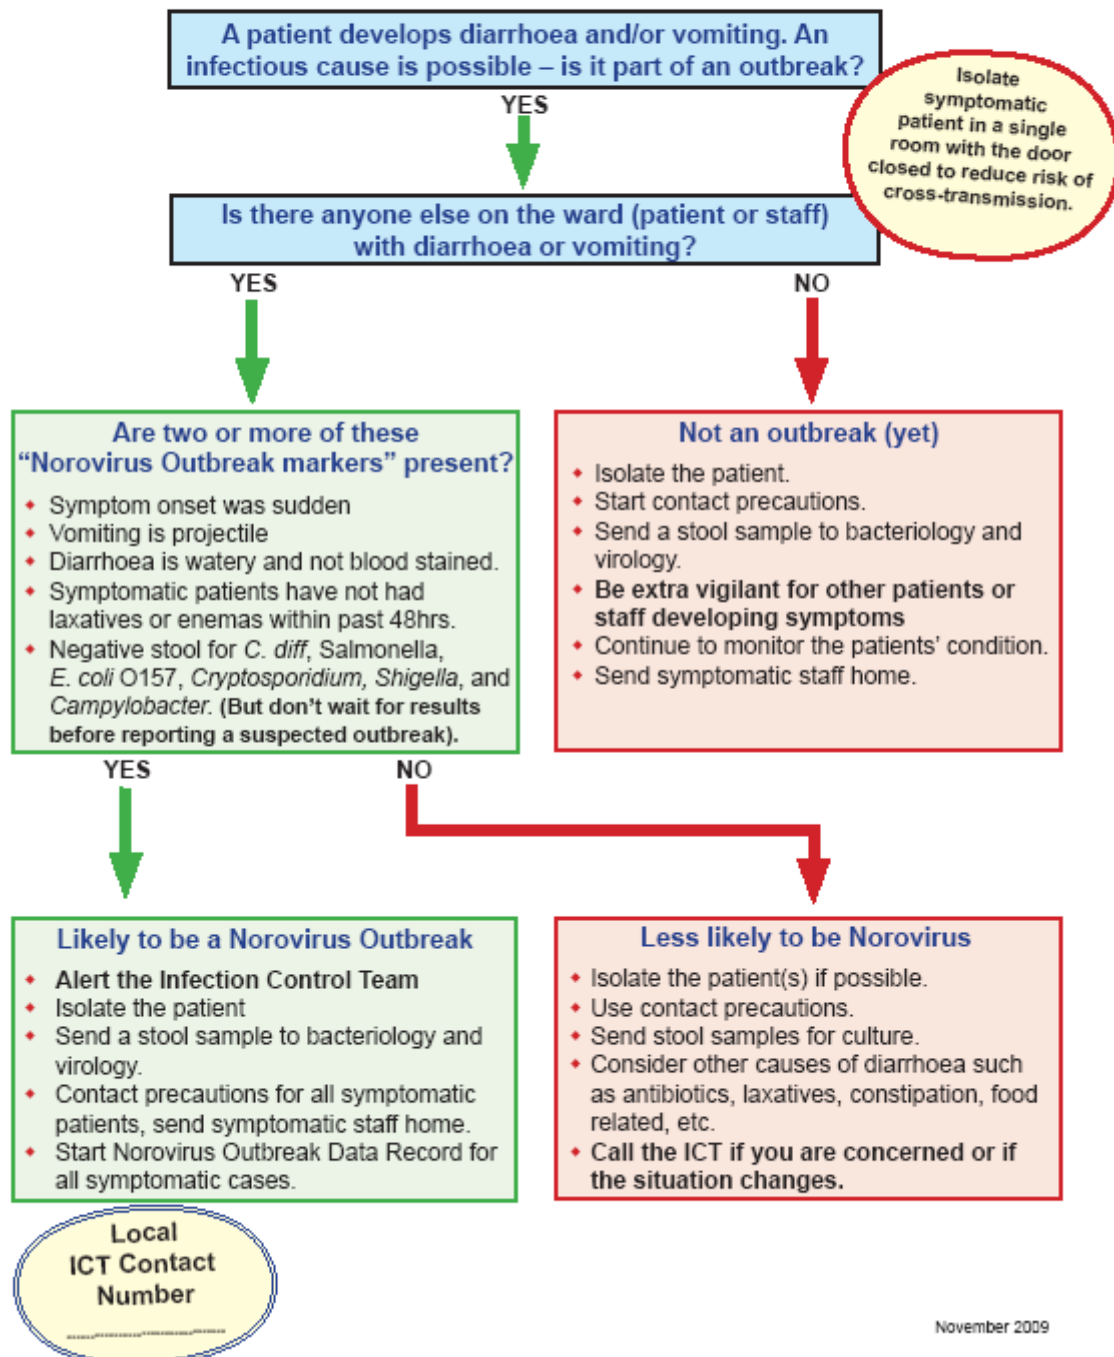 A patient develops diarrhoea and/or vomiting. An
infectious cause is possible – is it part of an outbreak?
Isolate
symptomatic
patient in a single
room with the door
closed to reduce risk of
cross-transmission.
YES
Is there anyone else on the ward (patient or staff)
with diarrhoea or vomiting?
YES
NO
Are two or more of these
“Norovirus Outbreak markers” present?
Symptom onset was sudden
Vomiting is projectile
Diarrhoea is watery and not blood stained.
Symptomatic patients have not had
laxatives or enemas within past 48hrs.
Negative stool for C. diff, Salmonella,
E. coli O157, Cryptosporidium, Shigella, and
Campylobacter. (But don’t wait for results
before reporting a suspected outbreak).
Not an outbreak (yet)
Isolate the patient.
Start contact precautions.
Send a stool sample to bacteriology and
virology.
Be extra vigilant for other patients or
staff developing symptoms
Continue to monitor the patients’ condition.
Send symptomatic staff home.
YES
NO
Likely to be a Norovirus Outbreak
Alert the Infection Control Team
Isolate the patient
Send a stool sample to bacteriology and
virology.
Contact precautions for all symptomatic
patients, send symptomatic staff home.
Start Norovirus Outbreak Data Record for
all symptomatic cases.
Less likely to be Norovirus
Isolate the patient(s) if possible.
Use contact precautions.
Send stool samples for culture.
Consider other causes of diarrhoea such
as antibiotics, laxatives, constipation, food
related, etc.
Call the ICT if you are concerned or if
the situation changes.
Local
ICT Contact
Number
November 2009